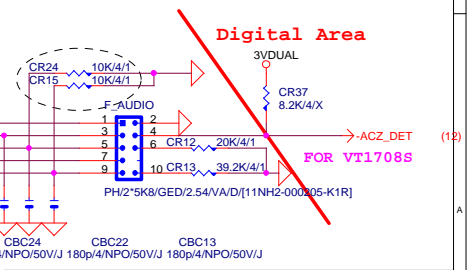 Digital Area
3VDUAL
CR24 10K/4/1
CR15 10K/4/1
CR37
8.2K/4/X
F_AUDIO
1 2
3 4
5 6
7
9 10
CR12 20K/4/1
CR13 39.2K/4/1
-ACZ_DET (12)
FOR VT1708S
PH/2*5K8/GED/2.54/VA/D/[11NH2-000205-K1R]
A
CBC24 CBC22 CBC13
4/NPO/50V/J 180p/4/NPO/50V/J 180p/4/NPO/50V/J